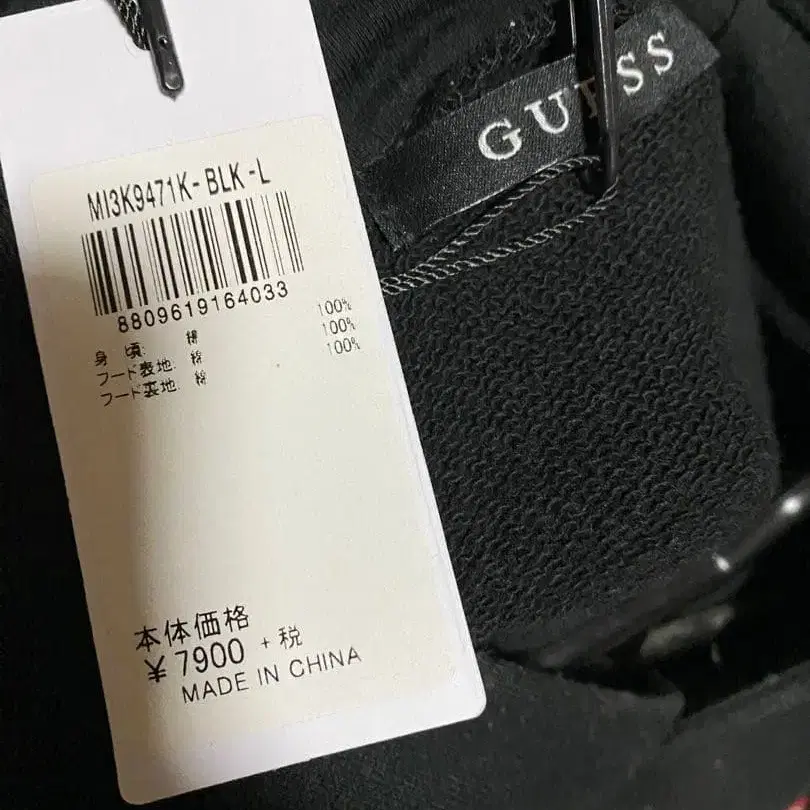 GUESS
MI3K9471K-BLK-L
8809619164033
身 頃: 綿 100%
フード表地: 綿 100%
フード裏地: 綿 100%
本体価格
¥7900 +税
MADE IN CHINA